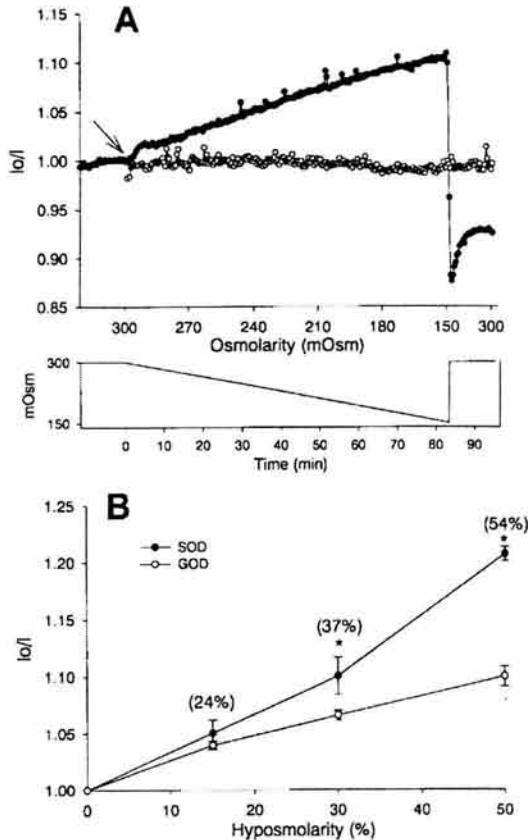 A
1.10
1.05
1.00
0.95
0.90
0.85
Io/I
300 270 240 210 180 150 300
Osmolarity (mOsm)
300
150
mOsm
0 10 20 30 40 50 60 70 80 90
Time (min)
B
1.25
1.20
1.15
1.10
1.05
1.00
Io/I
SOD
GOD
(24%)
(37%)
*
(54%)
*
0 10 20 30 40 50
Hyposmolarity (%)